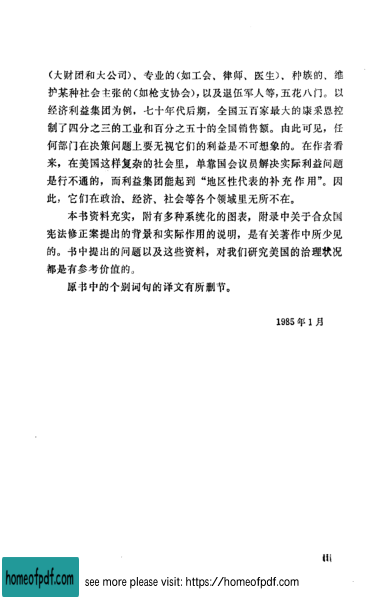 (大财团和大公司)、专业的(如工会、律师、医生)、种族的、维
护某种社会主张的(如枪支协会),以及退伍军人等,五花八门。以
经济利益集团为例,七十年代后期,全国五百家最大的康采恩控
制了四分之三的工业和百分之五十的全国销售额。由此可见,任
何部门在决策问题上要无视它们的利益是不可想象的。在作者看
来,在美国这样复杂的社会里,单靠国会议员解决实际利益问题
是行不通的,而利益集团能起到“地区性代表的补充作用”。因
此,它们在政治、经济、社会等各个领域里无所不在。
本书资料充实,附有多种系统化的图表,附录中关于合众国
宪法修正案提出的背景和实际作用的说明,是有关著作中所少见
的。书中提出的问题以及这些资料,对我们研究美国的治理状况
都是有参考价值的。
原书中的个别词句的译文有所删节。
1985年1月
iii
homeofpdf.com
see more please visit: https://homeofpdf.com